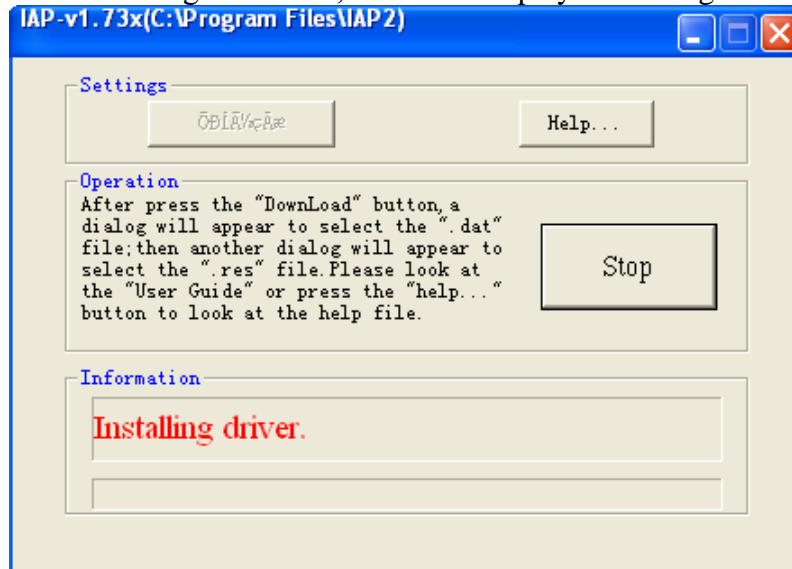 IAP-v1.73x(C:\Program Files\IAP2)
Settings
ÖÐÎÄ½çÃæ
Help...
Operation
After press the "DownLoad" button,a
dialog will appear to select the ".dat"
file;then another dialog will appear to
select the ".res" file.Please look at
the "User Guide" or press the "help..."
button to look at the help file.
Stop
Information
Installing driver.